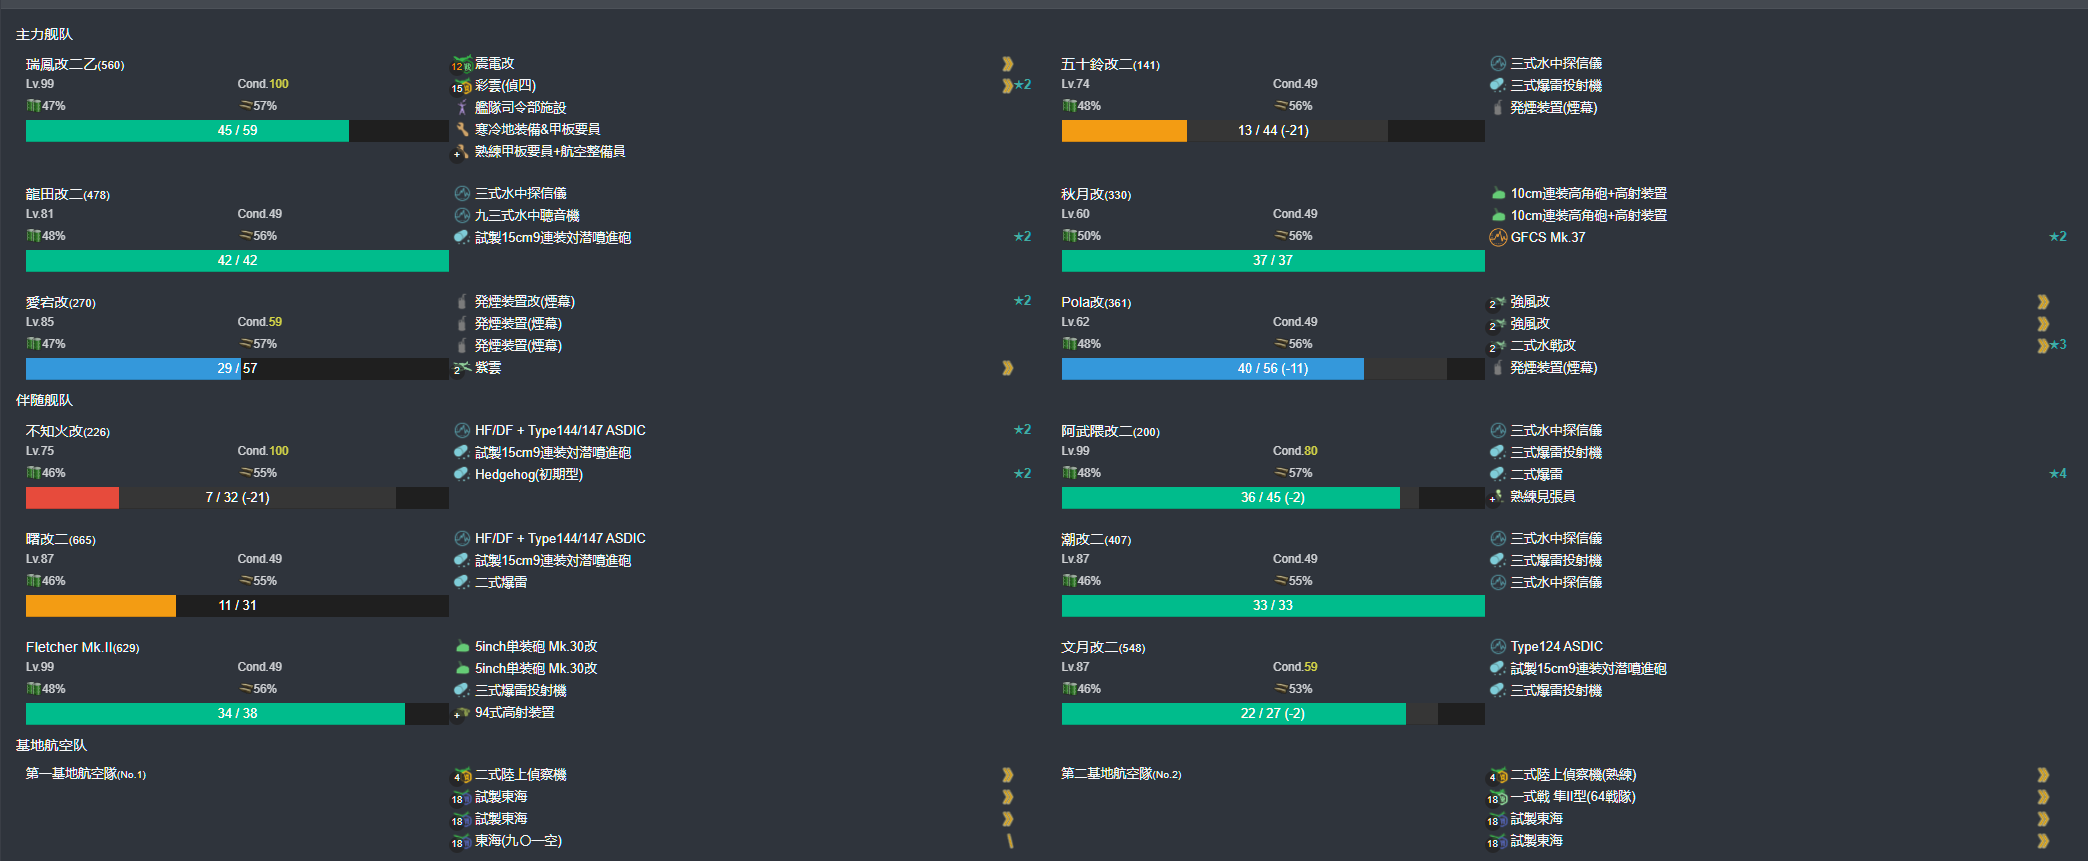 主力舰队
瑞鳳改二乙(560)
Lv.99 Cond.100
47% 57%
45 / 59
12 震電改
15 彩雲(偵四) ★2
艦隊司令部施設
寒冷地装備&甲板要員
+ 熟練甲板要員+航空整備員
五十鈴改二(141)
Lv.74 Cond.49
48% 56%
13 / 44 (-21)
三式水中探信儀
三式爆雷投射機
発煙装置(煙幕)
龍田改二(478)
Lv.81 Cond.49
48% 56%
42 / 42
三式水中探信儀
九三式水中聴音機
試製15cm9連装対潜噴進砲 ★2
秋月改(330)
Lv.60 Cond.49
50% 56%
37 / 37
10cm連装高角砲+高射装置
10cm連装高角砲+高射装置
GFCS Mk.37 ★2
愛宕改(270)
Lv.85 Cond.59
47% 57%
29 / 57
発煙装置改(煙幕) ★2
発煙装置(煙幕)
発煙装置(煙幕)
2 紫雲
Pola改(361)
Lv.62 Cond.49
48% 56%
40 / 56 (-11)
2 強風改
2 強風改
2 二式水戦改 ★3
発煙装置(煙幕)
伴随舰队
不知火改(226)
Lv.75 Cond.100
46% 55%
7 / 32 (-21)
HF/DF + Type144/147 ASDIC ★2
試製15cm9連装対潜噴進砲
Hedgehog(初期型) ★2
阿武隈改二(200)
Lv.99 Cond.80
48% 57%
36 / 45 (-2)
三式水中探信儀
三式爆雷投射機
二式爆雷 ★4
+ 熟練見張員
曙改二(665)
Lv.87 Cond.49
46% 55%
11 / 31
HF/DF + Type144/147 ASDIC
試製15cm9連装対潜噴進砲
二式爆雷
潮改二(407)
Lv.87 Cond.49
46% 55%
33 / 33
三式水中探信儀
三式爆雷投射機
三式水中探信儀
Fletcher Mk.II(629)
Lv.99 Cond.49
48% 56%
34 / 38
5inch単装砲 Mk.30改
5inch単装砲 Mk.30改
三式爆雷投射機
+ 94式高射装置
文月改二(548)
Lv.87 Cond.59
46% 53%
22 / 27 (-2)
Type124 ASDIC
試製15cm9連装対潜噴進砲
三式爆雷投射機
基地航空队
第一基地航空隊(No.1)
4 二式陸上偵察機
18 試製東海
18 試製東海
18 東海(九〇一空)
第二基地航空隊(No.2)
4 二式陸上偵察機(熟練)
18 一式戦 隼II型(64戦隊)
18 試製東海
18 試製東海